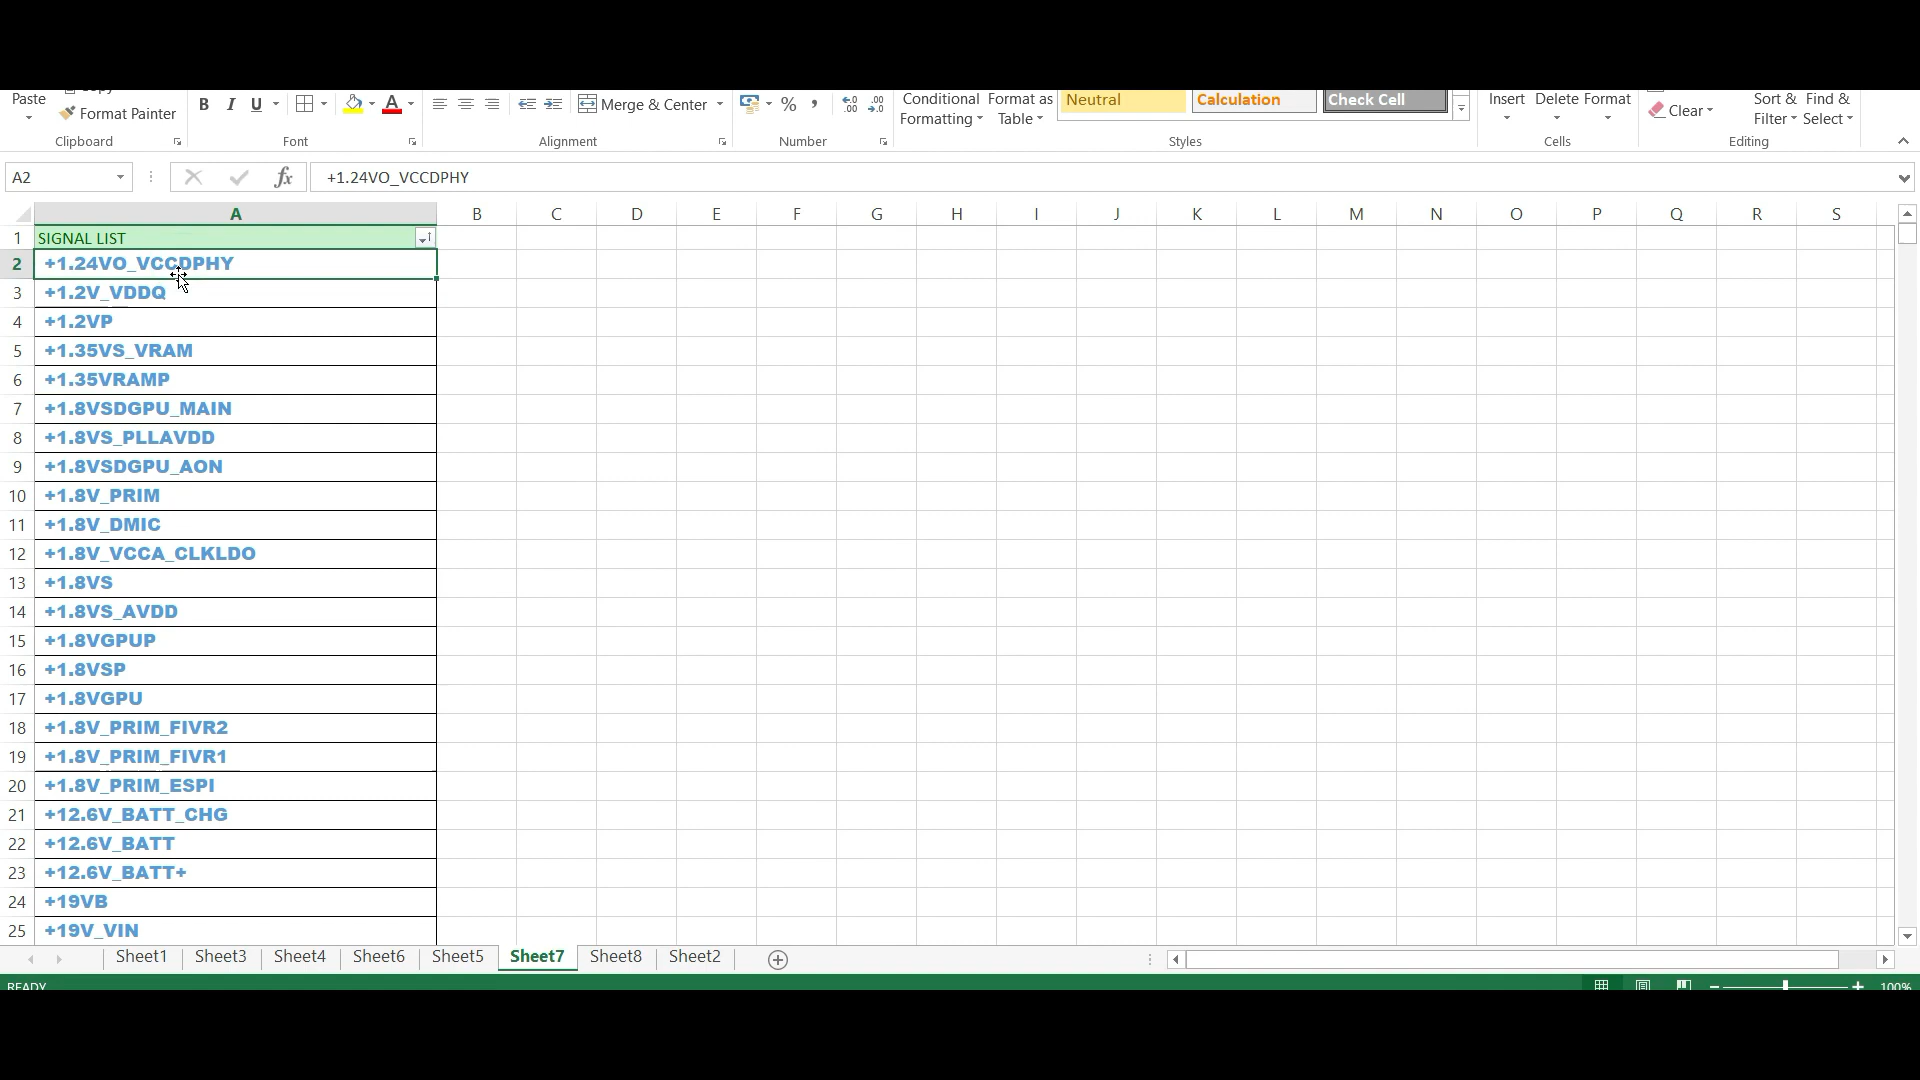 Paste
Copy
Format Painter
B I U A
Merge & Center
% ,
Conditional Formatting
Format as Table
Neutral
Calculation
Check Cell
Insert Delete Format
Clear
Sort & Filter
Find & Select
Clipboard Font Alignment Number Styles Cells Editing
A2 fx +1.24VO_VCCDPHY
A B C D E F G H I J K L M N O P Q R S
1 SIGNAL LIST
2 +1.24VO_VCCDPHY
3 +1.2V_VDDQ
4 +1.2VP
5 +1.35VS_VRAM
6 +1.35VRAMP
7 +1.8VSDGPU_MAIN
8 +1.8VS_PLLAVDD
9 +1.8VSDGPU_AON
10 +1.8V_PRIM
11 +1.8V_DMIC
12 +1.8V_VCCA_CLKLDO
13 +1.8VS
14 +1.8VS_AVDD
15 +1.8VGPUP
16 +1.8VSP
17 +1.8VGPU
18 +1.8V_PRIM_FIVR2
19 +1.8V_PRIM_FIVR1
20 +1.8V_PRIM_ESPI
21 +12.6V_BATT_CHG
22 +12.6V_BATT
23 +12.6V_BATT+
24 +19VB
25 +19V_VIN
Sheet1 Sheet3 Sheet4 Sheet6 Sheet5 Sheet7 Sheet8 Sheet2
READY 100%